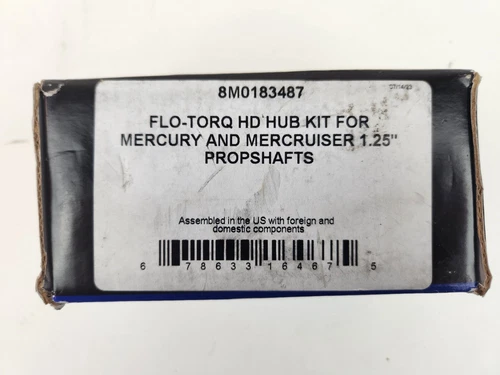 8M0183487
FLO-TORQ HD HUB KIT FOR
MERCURY AND MERCRUISER 1.25"
PROPSHAFTS
Assembled in the US with foreign and
domestic components
6 78633 16467 5